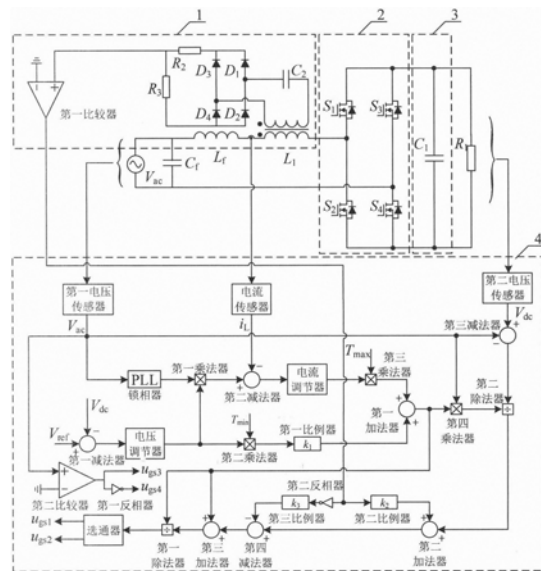 1
2
3
R2
D3
D1
C2
R3
D4
D2
第一比较器
Lf
L1
Cf
Vac
S1
S3
S2
S4
C1
R1
4
第一电压传感器
电流传感器
第二电压传感器
Vac
iL
Vdc
第三减法器
PLL
锁相器
第一乘法器
第二减法器
电流调节器
Tmax
第三乘法器
第一加法器
第四乘法器
第二除法器
Vdc
Vref
第一减法器
电压调节器
Tmin
第二乘法器
第一比例器
k1
第二比较器
第一反相器
ugs3
ugs4
ugs1
ugs2
选通器
第一除法器
第三加法器
第四减法器
k3
第三比例器
第二反相器
k2
第二比例器
第二加法器